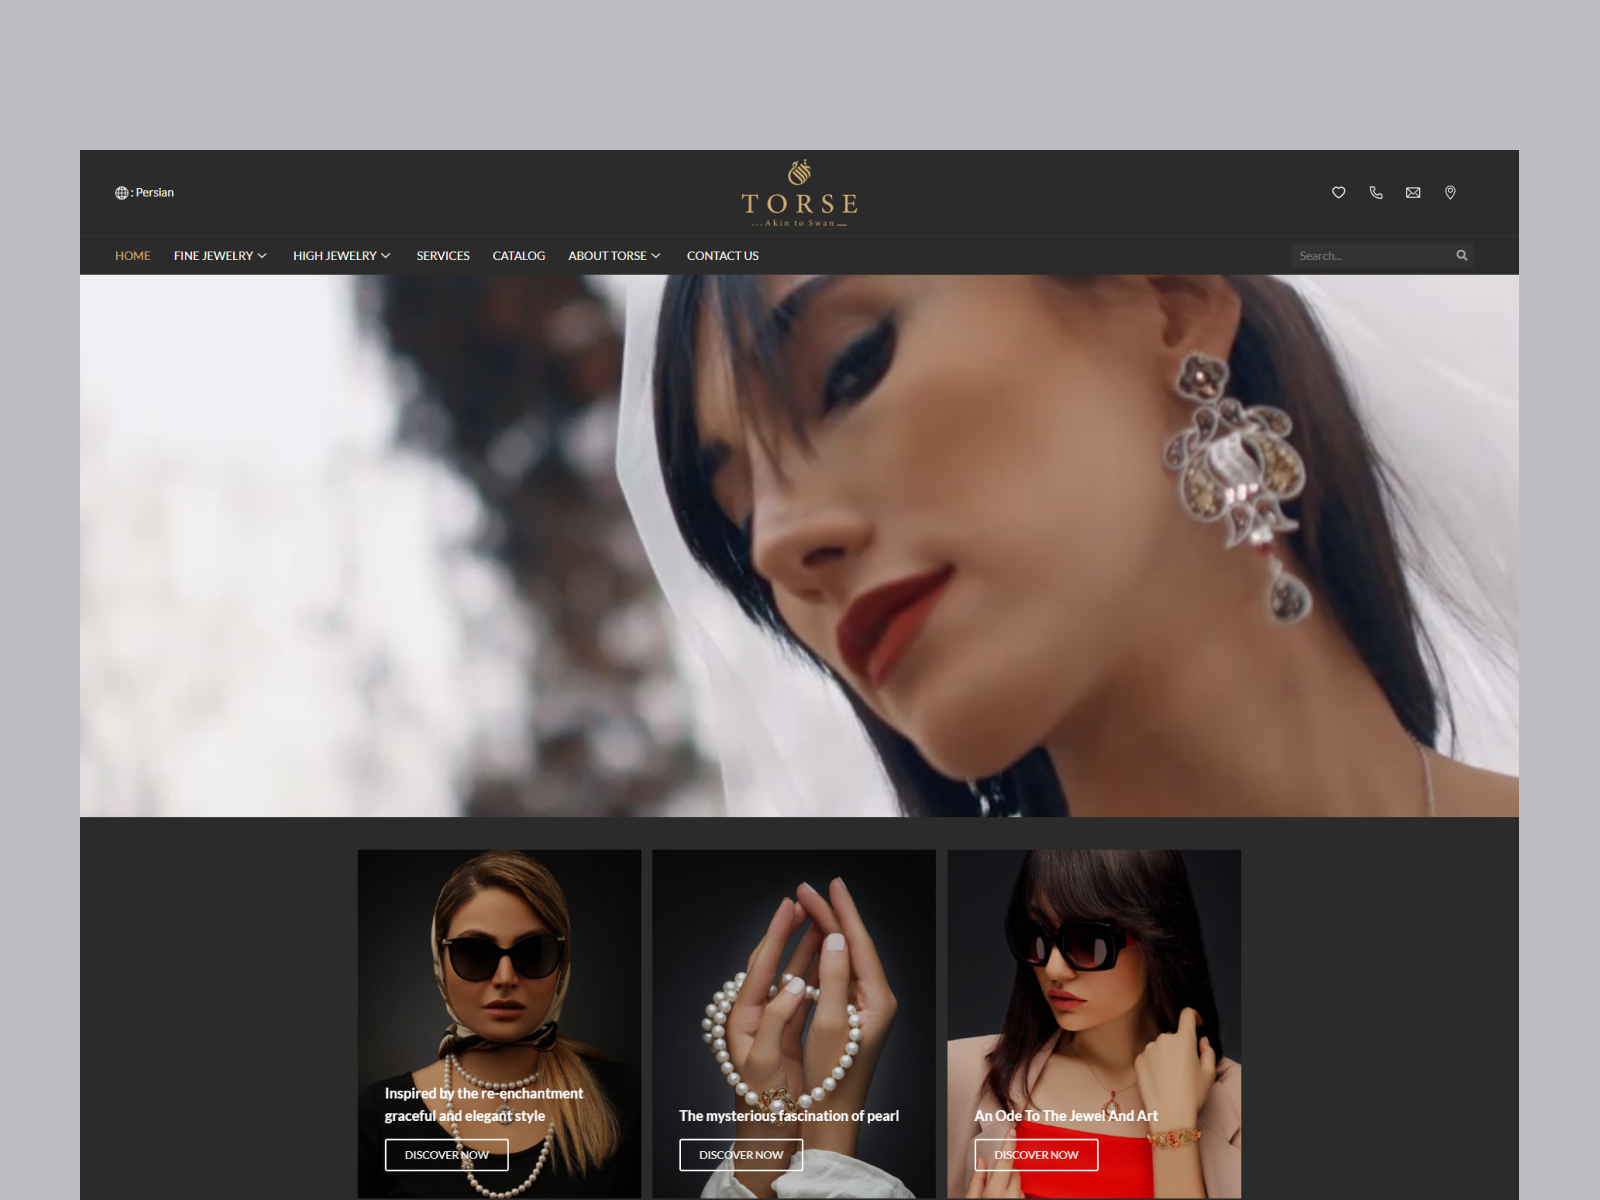 : Persian
TORSE
...Akin to Swan
HOME FINE JEWELRY HIGH JEWELRY SERVICES CATALOG ABOUT TORSE CONTACT US Search...
Inspired by the re-enchantment
graceful and elegant style
DISCOVER NOW
The mysterious fascination of pearl
DISCOVER NOW
An Ode To The Jewel And Art
DISCOVER NOW